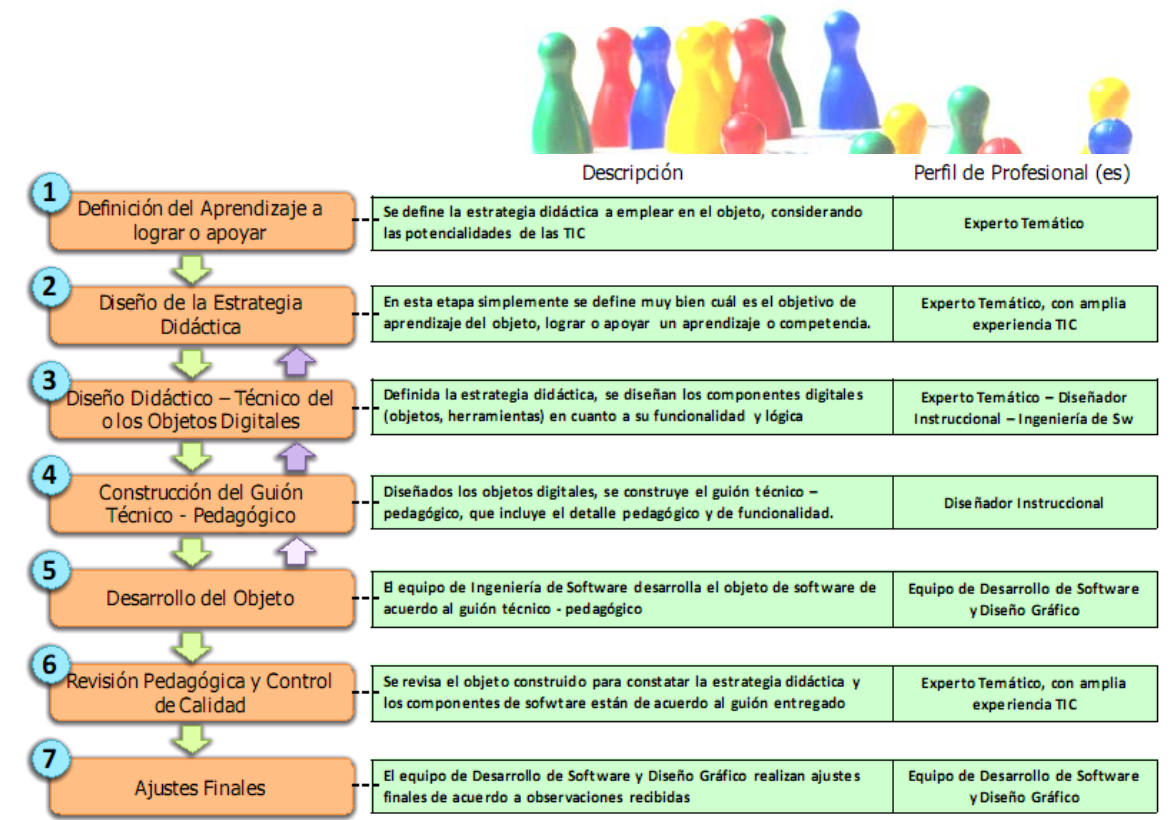 Descripción
Perfil de Profesional (es)
1
Definición del Aprendizaje a
lograr o apoyar
Se define la estrategia didáctica a emplear en el objeto, considerando
las potencialidades de las TIC
Experto Temático
2
Diseño de la Estrategia
Didáctica
En esta etapa simplemente se define muy bien cuál es el objetivo de
aprendizaje del objeto, lograr o apoyar un aprendizaje o competencia.
Experto Temático, con amplia
experiencia TIC
3
Diseño Didáctico – Técnico del
o los Objetos Digitales
Definida la estrategia didáctica, se diseñan los componentes digitales
(objetos, herramientas) en cuanto a su funcionalidad y lógica
Experto Temático – Diseñador
Instruccional – Ingeniería de Sw
4
Construcción del Guión
Técnico - Pedagógico
Diseñados los objetos digitales, se construye el guión técnico –
pedagógico, que incluye el detalle pedagógico y de funcionalidad.
Diseñador Instruccional
5
Desarrollo del Objeto
El equipo de Ingeniería de Software desarrolla el objeto de software de
acuerdo al guión técnico - pedagógico
Equipo de Desarrollo de Software
y Diseño Gráfico
6
Revisión Pedagógica y Control
de Calidad
Se revisa el objeto construido para constatar la estrategia didáctica y
los componentes de sofwtare están de acuerdo al guión entregado
Experto Temático, con amplia
experiencia TIC
7
Ajustes Finales
El equipo de Desarrollo de Software y Diseño Gráfico realizan ajustes
finales de acuerdo a observaciones recibidas
Equipo de Desarrollo de Software
y Diseño Gráfico